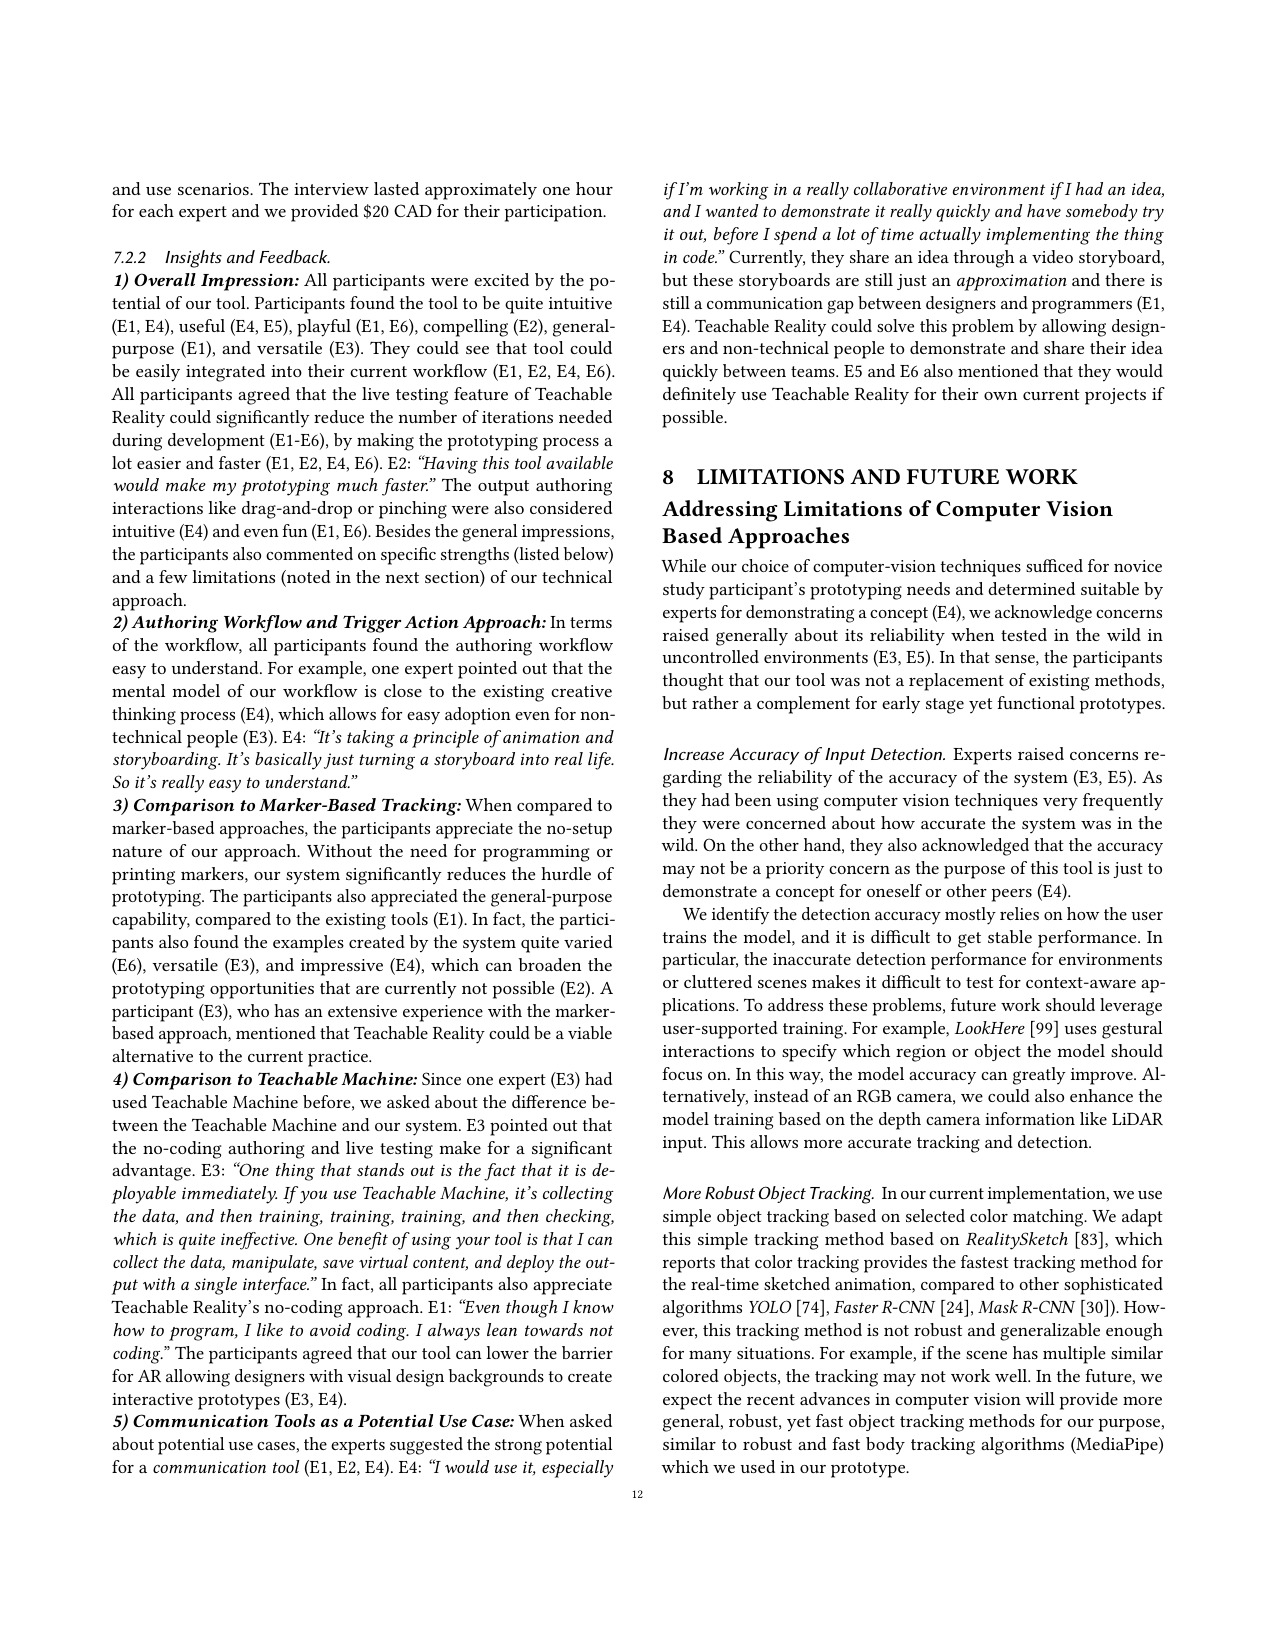 and use scenarios. The interview lasted approximately one hour
for each expert and we provided $20 CAD for their participation.
7.2.2 Insights and Feedback.
1) Overall Impression: All participants were excited by the po-
tential of our tool. Participants found the tool to be quite intuitive
(E1, E4), useful (E4, E5), playful (E1, E6), compelling (E2), general-
purpose (E1), and versatile (E3). They could see that tool could
be easily integrated into their current workflow (E1, E2, E4, E6).
All participants agreed that the live testing feature of Teachable
Reality could significantly reduce the number of iterations needed
during development (E1-E6), by making the prototyping process a
lot easier and faster (E1, E2, E4, E6). E2: “Having this tool available
would make my prototyping much faster.” The output authoring
interactions like drag-and-drop or pinching were also considered
intuitive (E4) and even fun (E1, E6). Besides the general impressions,
the participants also commented on specific strengths (listed below)
and a few limitations (noted in the next section) of our technical
approach.
2) Authoring Workflow and Trigger Action Approach: In terms
of the workflow, all participants found the authoring workflow
easy to understand. For example, one expert pointed out that the
mental model of our workflow is close to the existing creative
thinking process (E4), which allows for easy adoption even for non-
technical people (E3). E4: “It’s taking a principle of animation and
storyboarding. It’s basically just turning a storyboard into real life.
So it’s really easy to understand.”
3) Comparison to Marker-Based Tracking: When compared to
marker-based approaches, the participants appreciate the no-setup
nature of our approach. Without the need for programming or
printing markers, our system significantly reduces the hurdle of
prototyping. The participants also appreciated the general-purpose
capability, compared to the existing tools (E1). In fact, the partici-
pants also found the examples created by the system quite varied
(E6), versatile (E3), and impressive (E4), which can broaden the
prototyping opportunities that are currently not possible (E2). A
participant (E3), who has an extensive experience with the marker-
based approach, mentioned that Teachable Reality could be a viable
alternative to the current practice.
4) Comparison to Teachable Machine: Since one expert (E3) had
used Teachable Machine before, we asked about the difference be-
tween the Teachable Machine and our system. E3 pointed out that
the no-coding authoring and live testing make for a significant
advantage. E3: “One thing that stands out is the fact that it is de-
ployable immediately. If you use Teachable Machine, it’s collecting
the data, and then training, training, training, and then checking,
which is quite ineffective. One benefit of using your tool is that I can
collect the data, manipulate, save virtual content, and deploy the out-
put with a single interface.” In fact, all participants also appreciate
Teachable Reality’s no-coding approach. E1: “Even though I know
how to program, I like to avoid coding. I always lean towards not
coding.” The participants agreed that our tool can lower the barrier
for AR allowing designers with visual design backgrounds to create
interactive prototypes (E3, E4).
5) Communication Tools as a Potential Use Case: When asked
about potential use cases, the experts suggested the strong potential
for a communication tool (E1, E2, E4). E4: “I would use it, especially
if I’m working in a really collaborative environment if I had an idea,
and I wanted to demonstrate it really quickly and have somebody try
it out, before I spend a lot of time actually implementing the thing
in code.” Currently, they share an idea through a video storyboard,
but these storyboards are still just an approximation and there is
still a communication gap between designers and programmers (E1,
E4). Teachable Reality could solve this problem by allowing design-
ers and non-technical people to demonstrate and share their idea
quickly between teams. E5 and E6 also mentioned that they would
definitely use Teachable Reality for their own current projects if
possible.
8 LIMITATIONS AND FUTURE WORK
Addressing Limitations of Computer Vision
Based Approaches
While our choice of computer-vision techniques sufficed for novice
study participant’s prototyping needs and determined suitable by
experts for demonstrating a concept (E4), we acknowledge concerns
raised generally about its reliability when tested in the wild in
uncontrolled environments (E3, E5). In that sense, the participants
thought that our tool was not a replacement of existing methods,
but rather a complement for early stage yet functional prototypes.
Increase Accuracy of Input Detection. Experts raised concerns re-
garding the reliability of the accuracy of the system (E3, E5). As
they had been using computer vision techniques very frequently
they were concerned about how accurate the system was in the
wild. On the other hand, they also acknowledged that the accuracy
may not be a priority concern as the purpose of this tool is just to
demonstrate a concept for oneself or other peers (E4).
We identify the detection accuracy mostly relies on how the user
trains the model, and it is difficult to get stable performance. In
particular, the inaccurate detection performance for environments
or cluttered scenes makes it difficult to test for context-aware ap-
plications. To address these problems, future work should leverage
user-supported training. For example, LookHere [99] uses gestural
interactions to specify which region or object the model should
focus on. In this way, the model accuracy can greatly improve. Al-
ternatively, instead of an RGB camera, we could also enhance the
model training based on the depth camera information like LiDAR
input. This allows more accurate tracking and detection.
More Robust Object Tracking. In our current implementation, we use
simple object tracking based on selected color matching. We adapt
this simple tracking method based on RealitySketch [83], which
reports that color tracking provides the fastest tracking method for
the real-time sketched animation, compared to other sophisticated
algorithms YOLO [74], Faster R-CNN [24], Mask R-CNN [30]). How-
ever, this tracking method is not robust and generalizable enough
for many situations. For example, if the scene has multiple similar
colored objects, the tracking may not work well. In the future, we
expect the recent advances in computer vision will provide more
general, robust, yet fast object tracking methods for our purpose,
similar to robust and fast body tracking algorithms (MediaPipe)
which we used in our prototype.
12